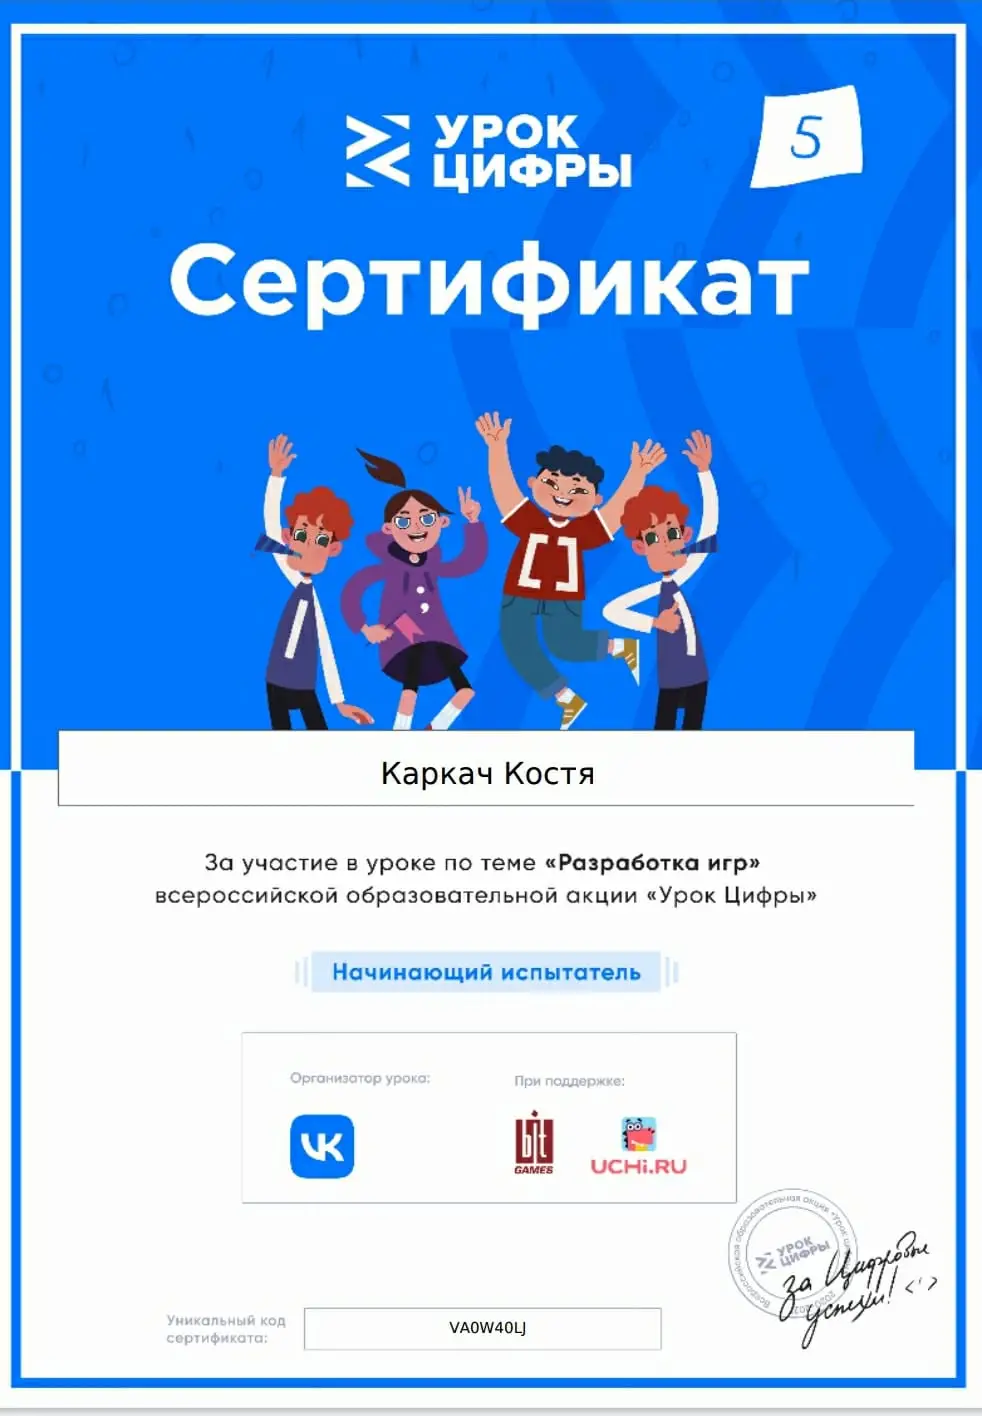 УРОК
ЦИФРЫ
5
Сертификат
Каркач Костя
За участие в уроке по теме «Разработка игр»
всероссийской образовательной акции «Урок Цифры»
Начинающий испытатель
Организатор урока:
При поддержке:
VK
bit
GAMES
UCHi.RU
Всероссийская образовательная акция «Урок
УРОК
ЦИФРЫ
за Цифровые
успехи! <'>
Уникальный код
сертификата:
VA0W40LJ